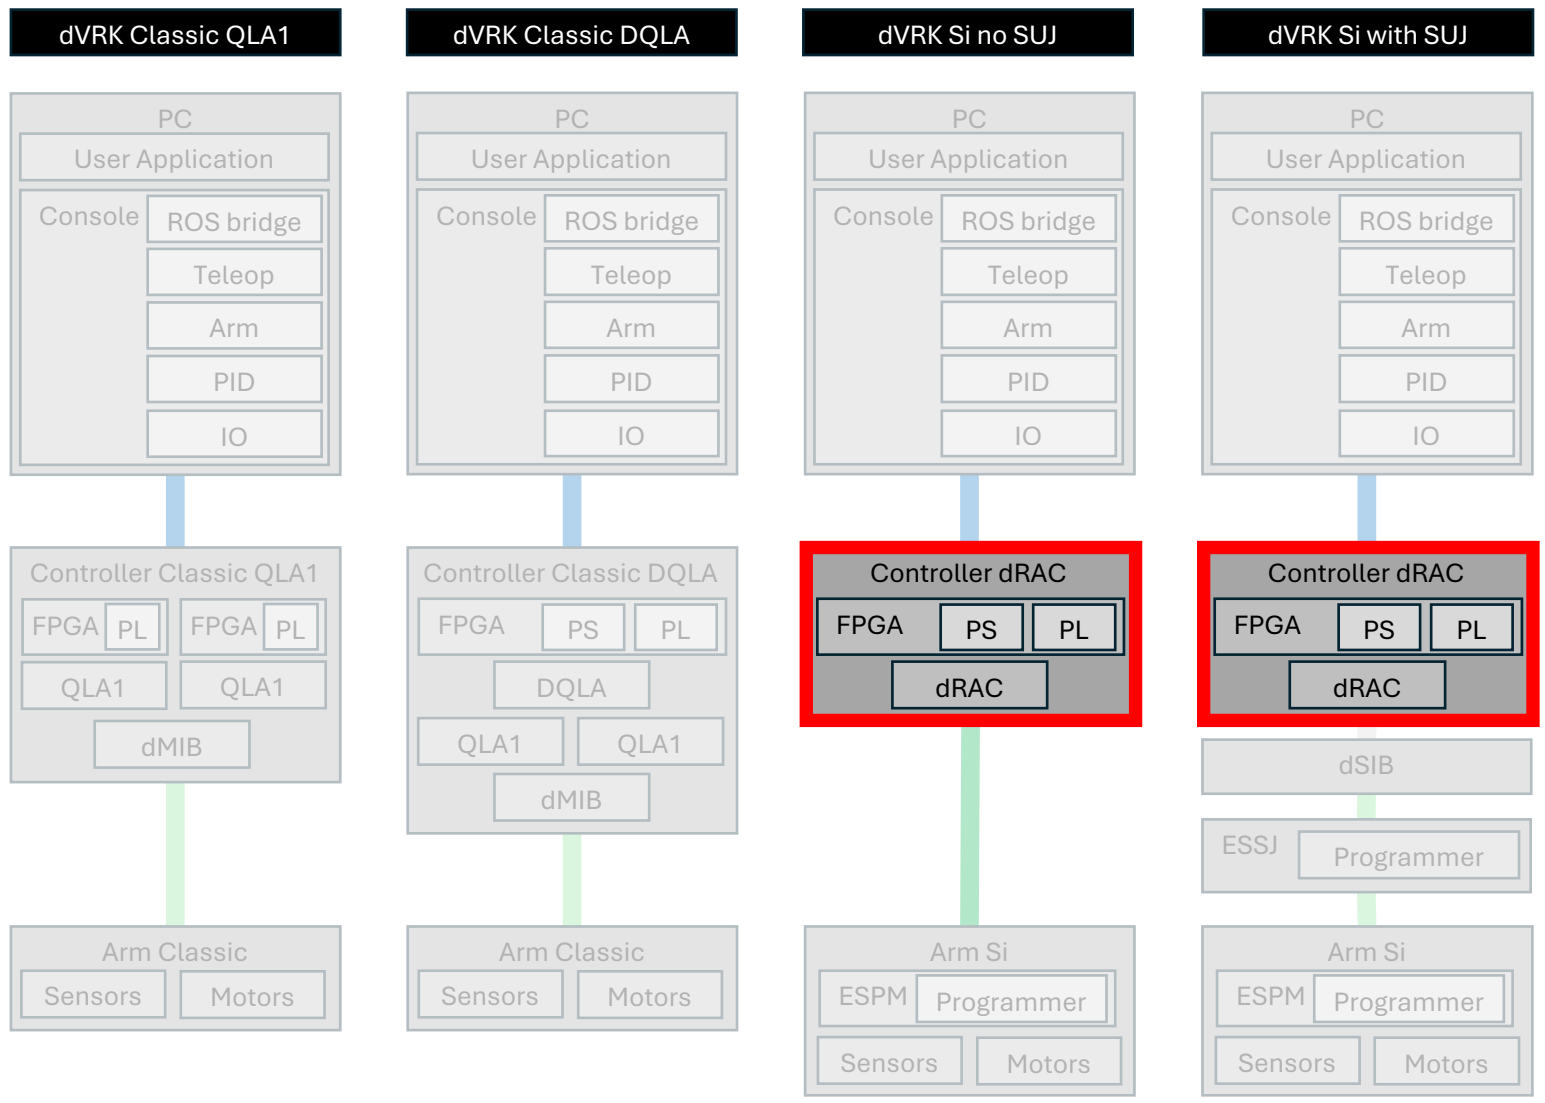 dVRK Classic QLA1
PC
User Application
Console
ROS bridge
Teleop
Arm
PID
IO
Controller Classic QLA1
FPGA PL FPGA PL
QLA1 QLA1
dMIB
Arm Classic
Sensors Motors
dVRK Classic DQLA
PC
User Application
Console
ROS bridge
Teleop
Arm
PID
IO
Controller Classic DQLA
FPGA PS PL
DQLA
QLA1 QLA1
dMIB
Arm Classic
Sensors Motors
dVRK Si no SUJ
PC
User Application
Console
ROS bridge
Teleop
Arm
PID
IO
Controller dRAC
FPGA PS PL
dRAC
Arm Si
ESPM Programmer
Sensors Motors
dVRK Si with SUJ
PC
User Application
Console
ROS bridge
Teleop
Arm
PID
IO
Controller dRAC
FPGA PS PL
dRAC
dSIB
ESSJ Programmer
Arm Si
ESPM Programmer
Sensors Motors